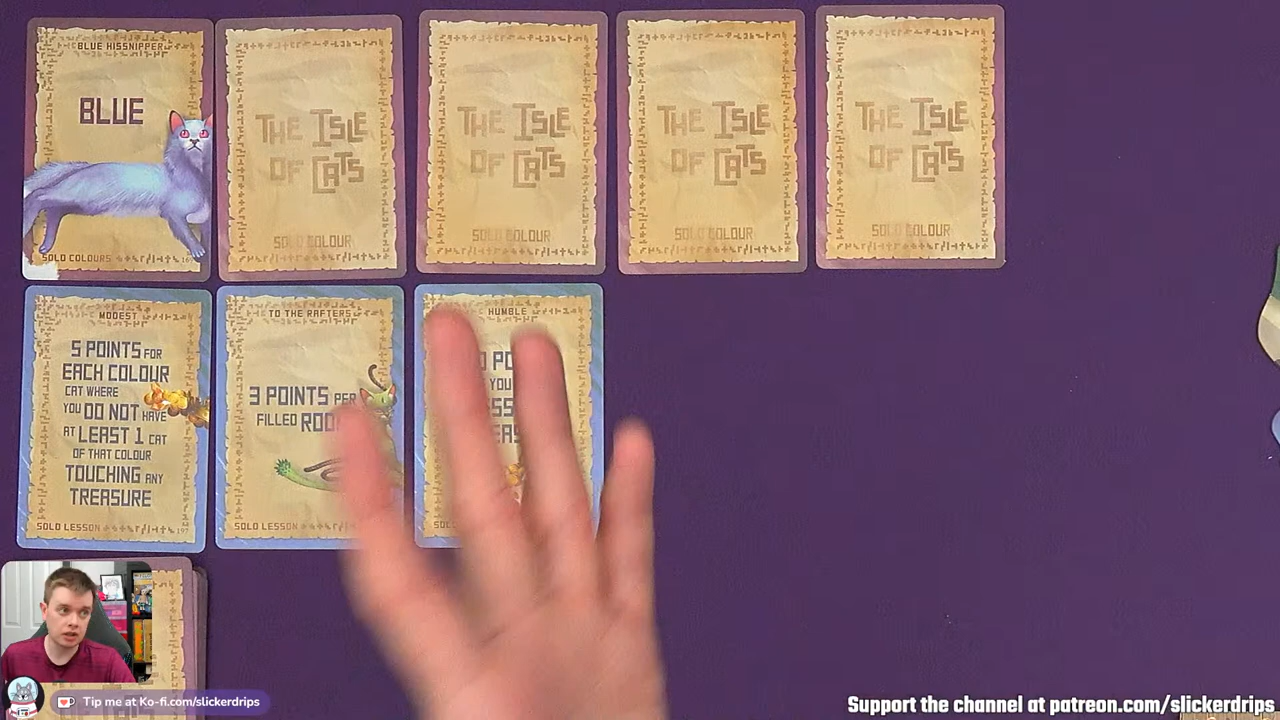 BLUE HISSNIPPER
BLUE
SOLO COLOURS
THE ISLE
OF CATS
SOLO COLOUR
THE ISLE
OF CATS
SOLO COLOUR
THE ISLE
OF CATS
SOLO COLOUR
THE ISLE
OF CATS
SOLO COLOUR
MODEST
5 POINTS FOR
EACH COLOUR
CAT WHERE
YOU DO NOT HAVE
AT LEAST 1 CAT
OF THAT COLOUR
TOUCHING ANY
TREASURE
SOLO LESSON 197
TO THE RAFTERS
3 POINTS PER
FILLED
SOLO LESSON
HUMBLE
YOU
Tip me at Ko-fi.com/slickerdrips
Support the channel at patreon.com/slickerdrips